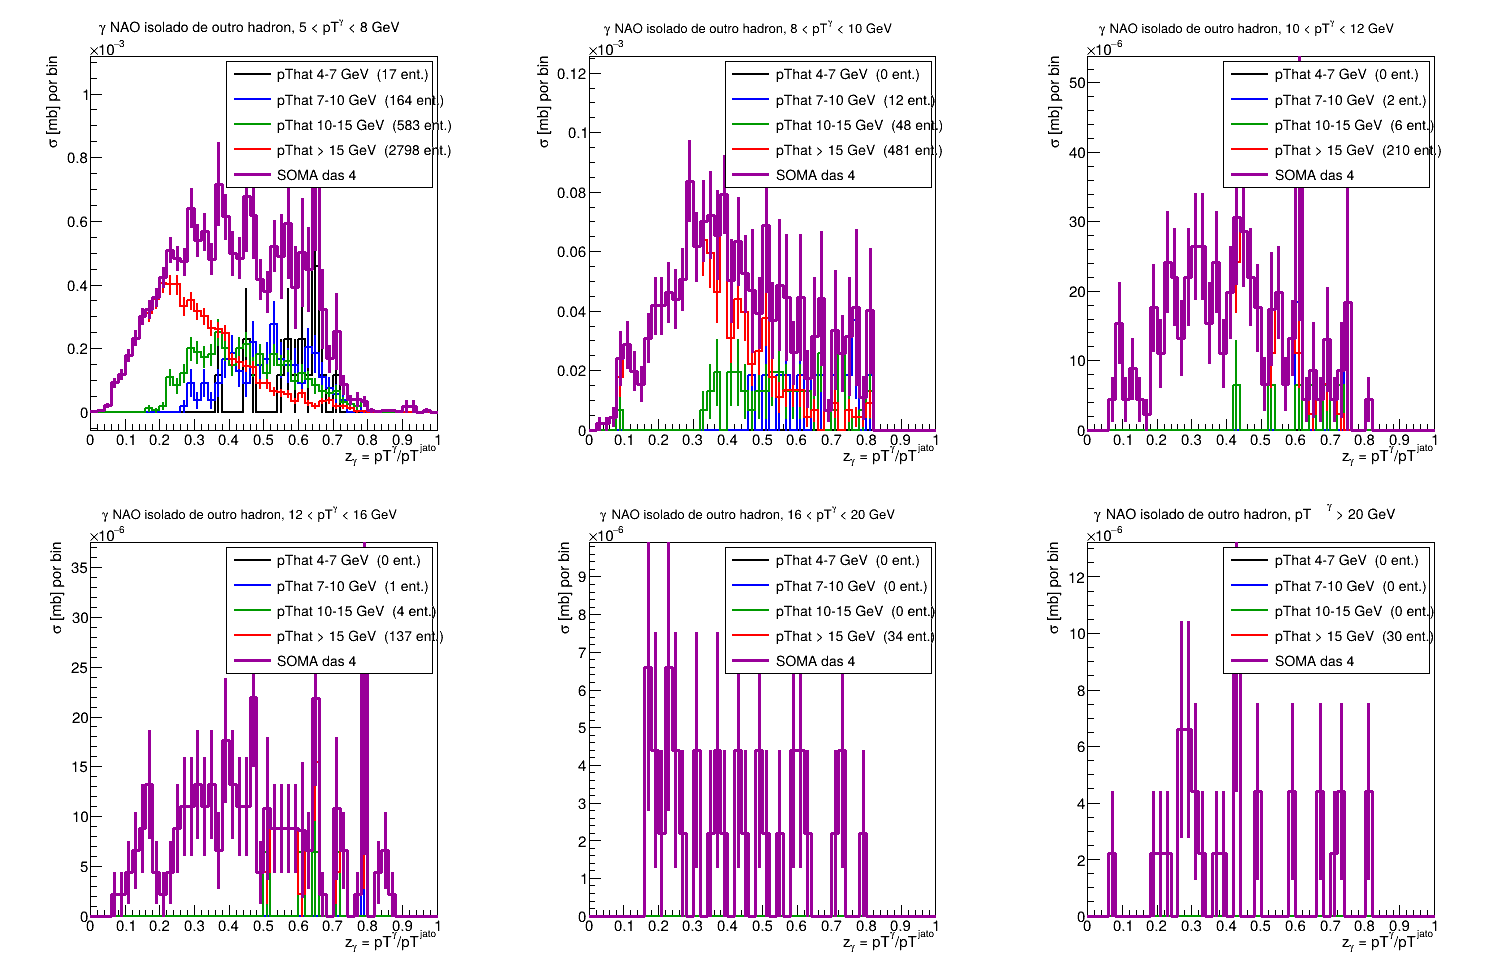 γ NAO isolado de outro hadron, 5 < pT^γ < 8 GeV
×10^−3
σ [mb] por bin
pThat 4-7 GeV (17 ent.)
pThat 7-10 GeV (164 ent.)
pThat 10-15 GeV (583 ent.)
pThat > 15 GeV (2798 ent.)
SOMA das 4
1
0.8
0.6
0.4
0.2
0
0 0.1 0.2 0.3 0.4 0.5 0.6 0.7 0.8 0.9 1
z_γ = pT^γ/pT^jato
γ NAO isolado de outro hadron, 8 < pT^γ < 10 GeV
×10^−3
σ [mb] por bin
pThat 4-7 GeV (0 ent.)
pThat 7-10 GeV (12 ent.)
pThat 10-15 GeV (48 ent.)
pThat > 15 GeV (481 ent.)
SOMA das 4
0.12
0.1
0.08
0.06
0.04
0.02
0
0 0.1 0.2 0.3 0.4 0.5 0.6 0.7 0.8 0.9 1
z_γ = pT^γ/pT^jato
γ NAO isolado de outro hadron, 10 < pT^γ < 12 GeV
×10^−6
σ [mb] por bin
pThat 4-7 GeV (0 ent.)
pThat 7-10 GeV (2 ent.)
pThat 10-15 GeV (6 ent.)
pThat > 15 GeV (210 ent.)
SOMA das 4
50
40
30
20
10
0
0 0.1 0.2 0.3 0.4 0.5 0.6 0.7 0.8 0.9 1
z_γ = pT^γ/pT^jato
γ NAO isolado de outro hadron, 12 < pT^γ < 16 GeV
×10^−6
σ [mb] por bin
pThat 4-7 GeV (0 ent.)
pThat 7-10 GeV (1 ent.)
pThat 10-15 GeV (4 ent.)
pThat > 15 GeV (137 ent.)
SOMA das 4
35
30
25
20
15
10
5
0
0 0.1 0.2 0.3 0.4 0.5 0.6 0.7 0.8 0.9 1
z_γ = pT^γ/pT^jato
γ NAO isolado de outro hadron, 16 < pT^γ < 20 GeV
×10^−6
σ [mb] por bin
pThat 4-7 GeV (0 ent.)
pThat 7-10 GeV (0 ent.)
pThat 10-15 GeV (0 ent.)
pThat > 15 GeV (34 ent.)
SOMA das 4
9
8
7
6
5
4
3
2
1
0
0 0.1 0.2 0.3 0.4 0.5 0.6 0.7 0.8 0.9 1
z_γ = pT^γ/pT^jato
γ NAO isolado de outro hadron, pT^γ > 20 GeV
×10^−6
σ [mb] por bin
pThat 4-7 GeV (0 ent.)
pThat 7-10 GeV (0 ent.)
pThat 10-15 GeV (0 ent.)
pThat > 15 GeV (30 ent.)
SOMA das 4
12
10
8
6
4
2
0
0 0.1 0.2 0.3 0.4 0.5 0.6 0.7 0.8 0.9 1
z_γ = pT^γ/pT^jato